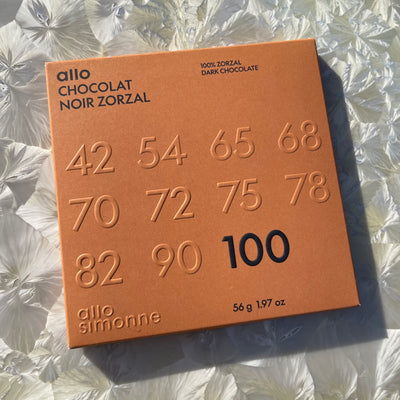 allo
CHOCOLAT
NOIR ZORZAL
100% ZORZAL
DARK CHOCOLATE
42 54 65 68
70 72 75 78
82 90 100
allo
simonne
56 g 1.97 oz